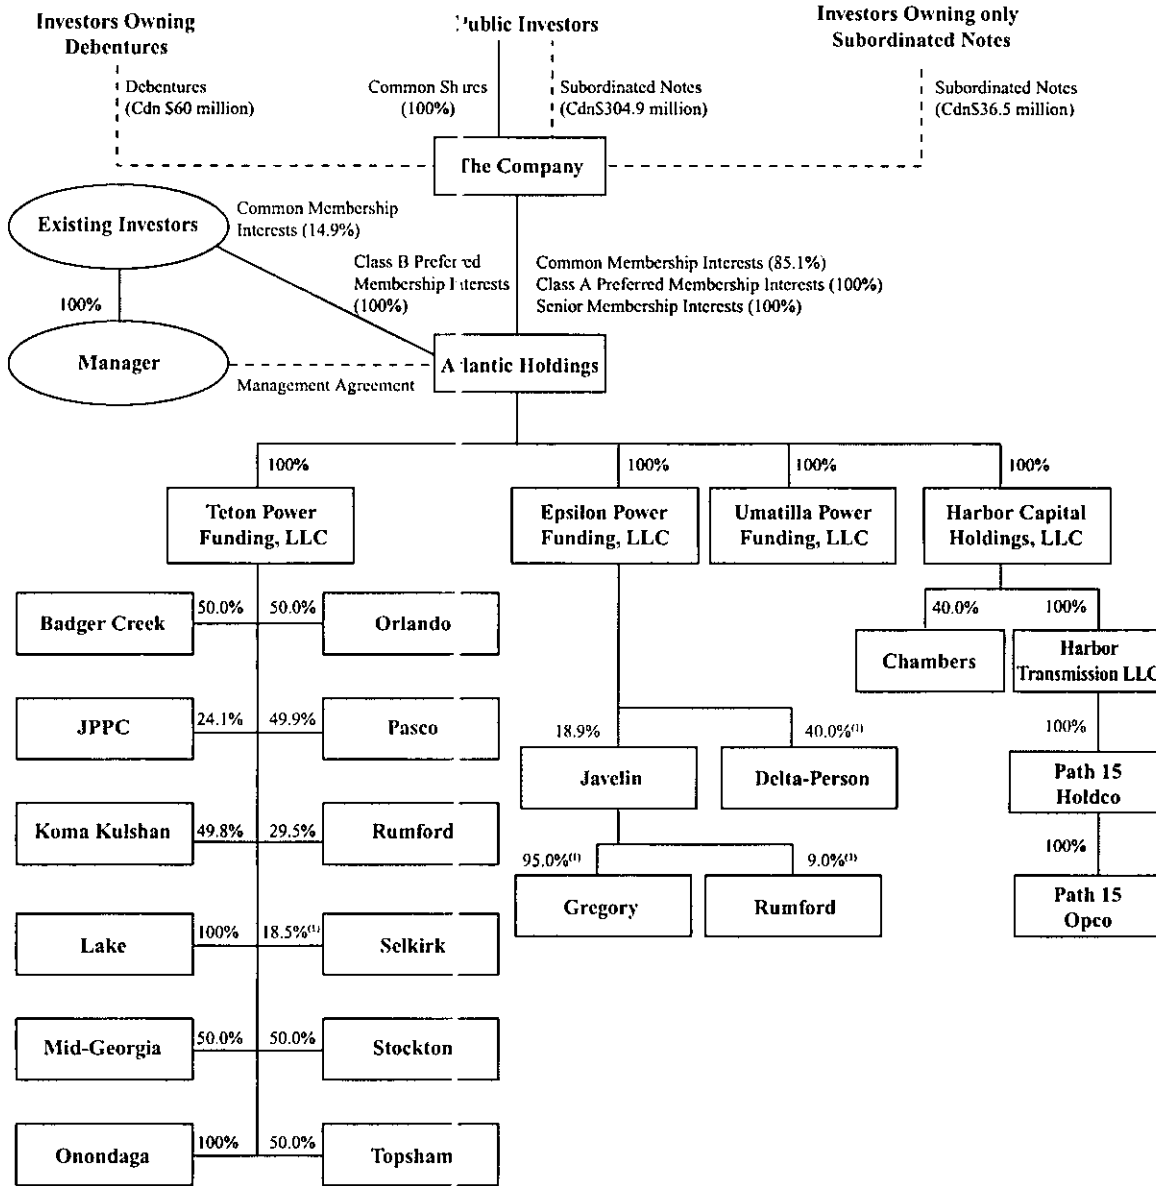 Investors Owning
Debentures
Public Investors
Investors Owning only
Subordinated Notes
Debentures
(Cdn $60 million)
Common Shares
(100%)
Subordinated Notes
(Cdn$304.9 million)
Subordinated Notes
(Cdn$36.5 million)
The Company
Existing Investors
Common Membership
Interests (14.9%)
Class B Preferred
Membership Interests
(100%)
Common Membership Interests (85.1%)
Class A Preferred Membership Interests (100%)
Senior Membership Interests (100%)
100%
Manager
Management Agreement
Atlantic Holdings
100%
100%
100%
100%
Teton Power
Funding, LLC
Epsilon Power
Funding, LLC
Umatilla Power
Funding, LLC
Harbor Capital
Holdings, LLC
Badger Creek
50.0%
50.0%
Orlando
40.0%
100%
Chambers
Harbor
Transmission LLC
JPPC
24.1%
49.9%
Pasco
18.9%
40.0%(1)
100%
Javelin
Delta-Person
Path 15
Holdco
Koma Kulshan
49.8%
29.5%
Rumford
95.0%(1)
9.0%(1)
100%
Gregory
Rumford
Path 15
Opco
Lake
100%
18.5%(1)
Selkirk
Mid-Georgia
50.0%
50.0%
Stockton
Onondaga
100%
50.0%
Topsham